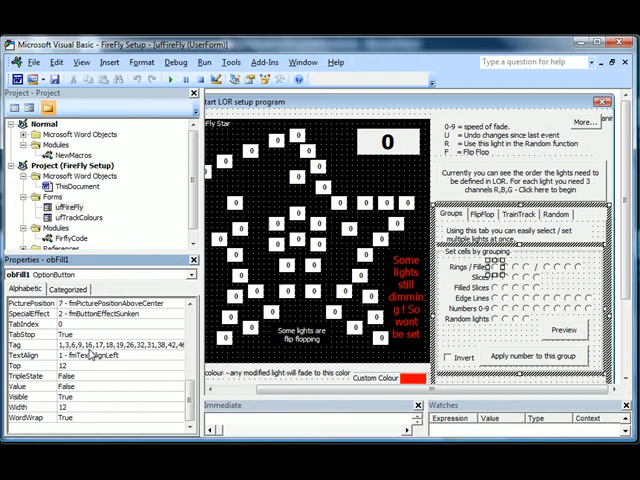 Microsoft Visual Basic - FireFly Setup - [ufFireFly (UserForm)]
File Edit View Insert Format Debug Run Tools Add-Ins Window Help
Type a question for help
Project - Project
Normal
Microsoft Word Objects
Modules
NewMacros
Project (FireFly Setup)
Microsoft Word Objects
ThisDocument
Forms
ufFireFly
ufTrackColours
Modules
FirflyCode
References
Properties - obFill1
obFill1 OptionButton
Alphabetic Categorized
PicturePosition 7 - fmPicturePositionAboveCenter
SpecialEffect 2 - fmButtonEffectSunken
TabIndex 0
TabStop True
Tag 1,3,6,9,16,17,18,19,26,32,31,38,42,46
TextAlign 1 - fmTextAlignLeft
Top 12
TripleState False
Value False
Visible True
Width 12
WordWrap True
tart LOR setup program
Fly Star
0
Some
lights
still
dimmin
g ! So
wont
be set
Some lights are
flip flopping
colour - any modified light will fade to this color
Custom Colour
More...
0-9 = speed of fade.
U = Undo changes since last event
R = Use this light in the Random function
F = Flip Flop
Currently you can see the order the lights need to
be defined in LOR. For each light you need 3
channels R,B,G - Click here to begin
Groups FlipFlop TrainTrack Random
Using this tab you can easily select / set
multiple lights at once.
Set cells by grouping
Rings / Filled
Slices
Filled Slices
Edge Lines
Random lights
Preview
Invert
Apply number to this group
Immediate
Watches
Expression Value Type Context